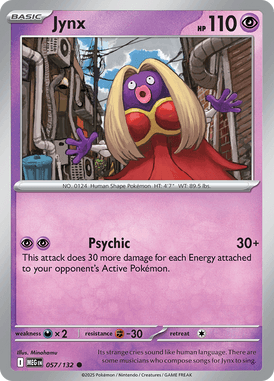 BASIC Jynx HP 110
NO. 0124 Human Shape Pokémon HT: 4'7" WT: 89.5 lbs.
Psychic 30+
This attack does 30 more damage for each Energy attached
to your opponent's Active Pokémon.
weakness ×2 resistance -30 retreat
Illus. Minahamu
I MEG EN 057/132
Its strange cries sound like human language. There are
some musicians who compose songs for Jynx to sing.
©2025 Pokémon / Nintendo / Creatures / GAME FREAK